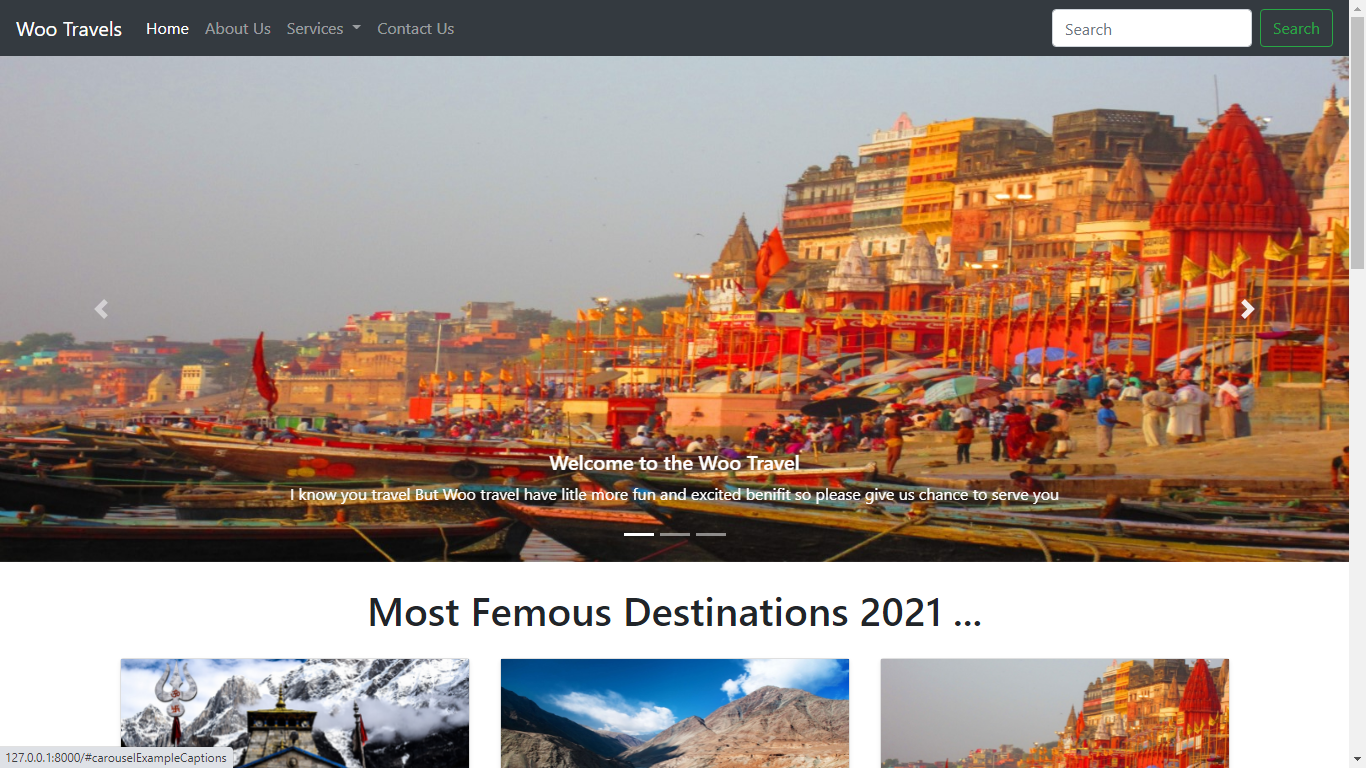 Woo Travels Home About Us Services Contact Us Search Search
Welcome to the Woo Travel
I know you travel But Woo travel have litle more fun and excited benifit so please give us chance to serve you
Most Femous Destinations 2021 ...
127.0.0.1:8000/#carouselExampleCaptions